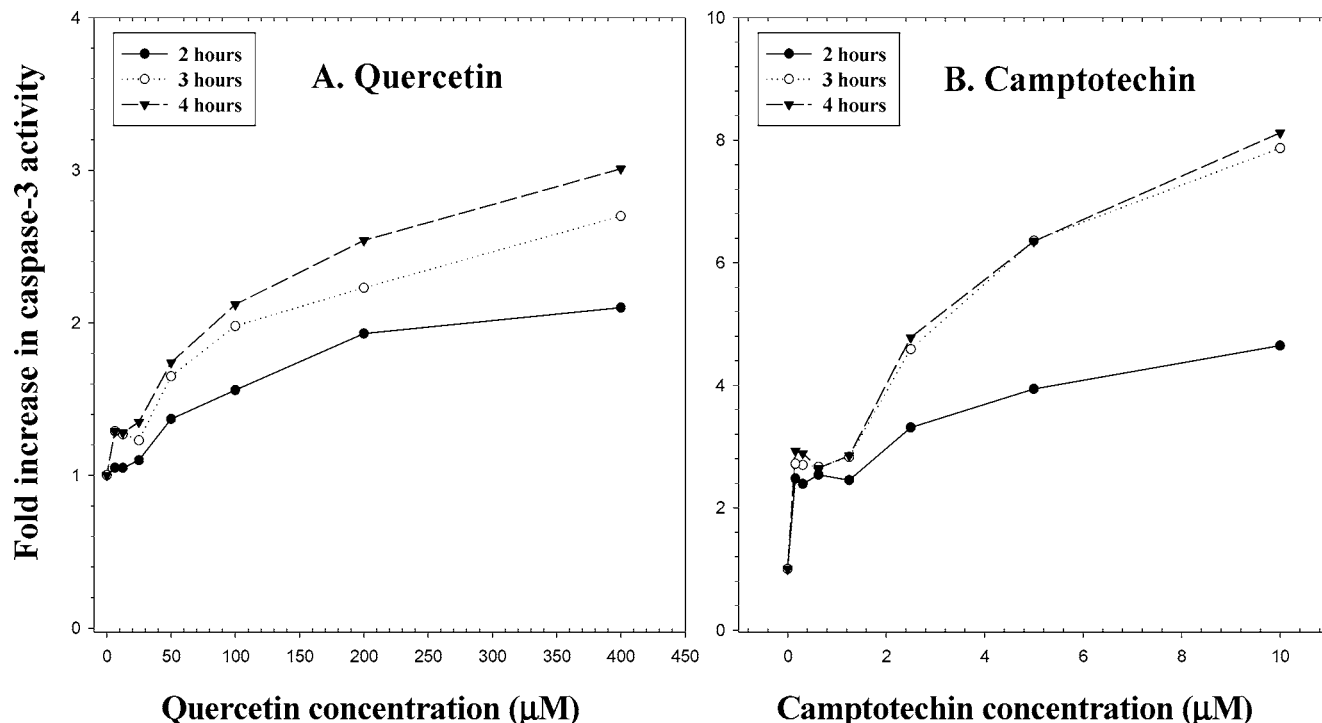 Fold increase in caspase-3 activity
4
3
2
1
0
2 hours
3 hours
4 hours
A. Quercetin
0 50 100 150 200 250 300 350 400 450
Quercetin concentration (μM)
10
8
6
4
2
0
2 hours
3 hours
4 hours
B. Camptotechin
0 2 4 6 8 10
Camptotechin concentration (μM)